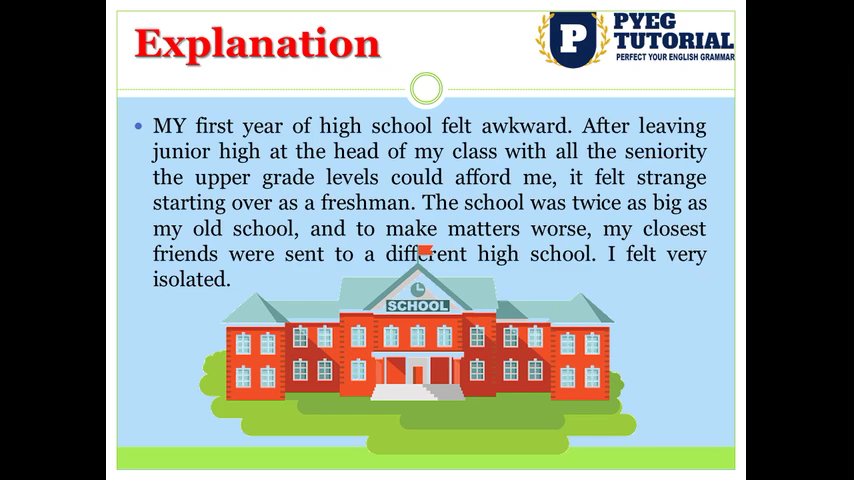 Explanation
P
PYEG
TUTORIAL
PERFECT YOUR ENGLISH GRAMMAR
MY first year of high school felt awkward. After leaving
junior high at the head of my class with all the seniority
the upper grade levels could afford me, it felt strange
starting over as a freshman. The school was twice as big as
my old school, and to make matters worse, my closest
friends were sent to a different high school. I felt very
isolated.
SCHOOL